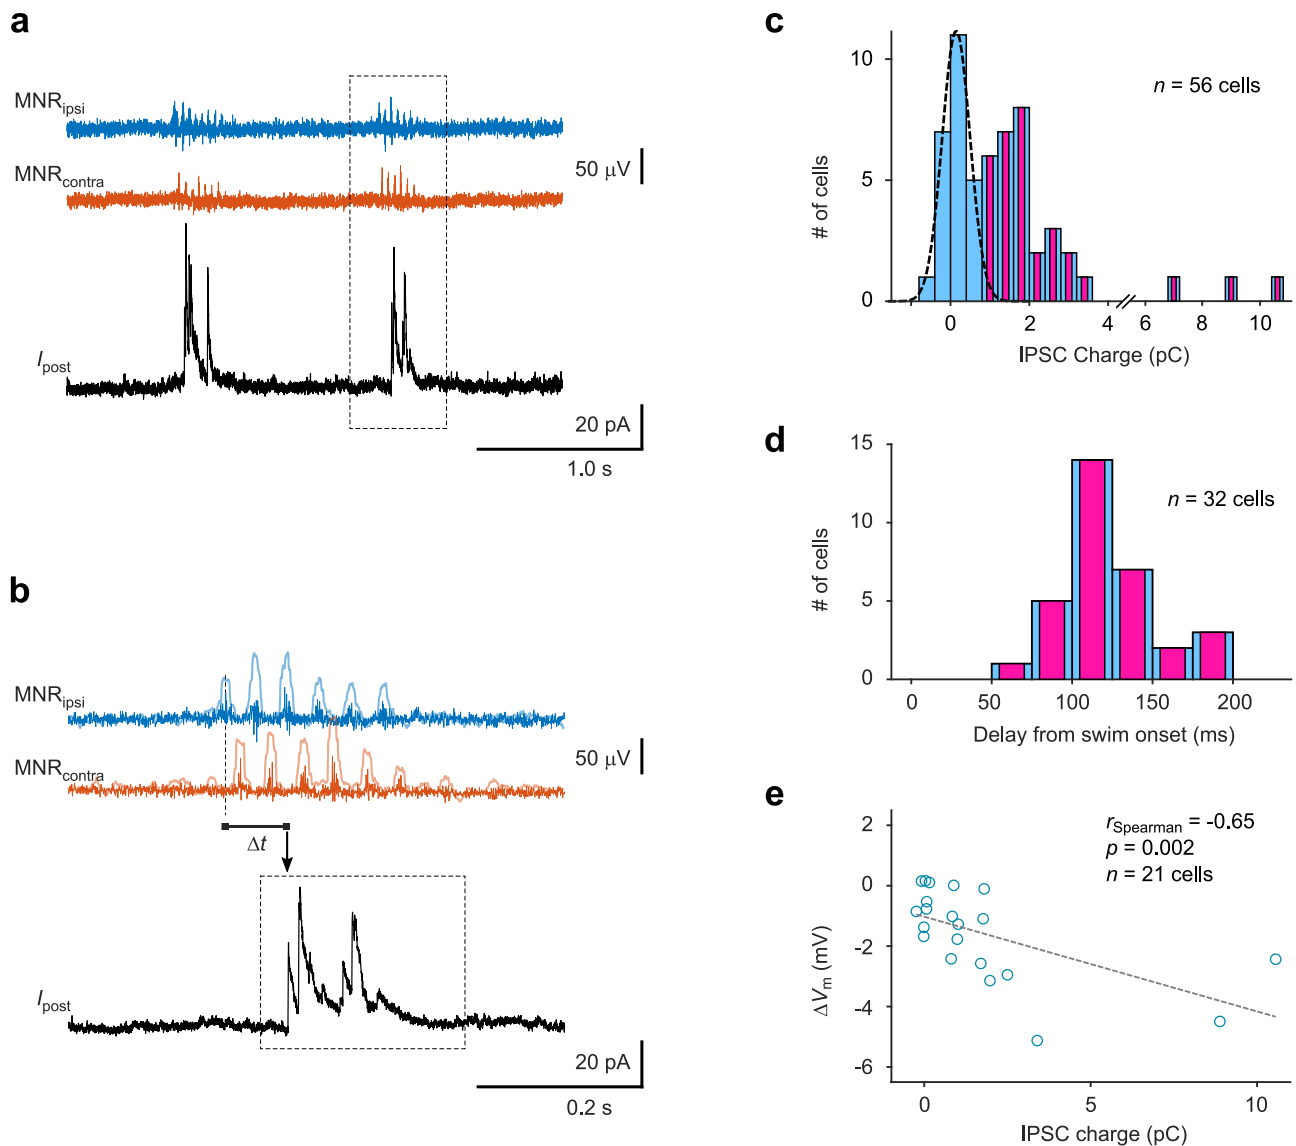 a
MNRipsi
MNRcontra
50 μV
Ipost
20 pA
1.0 s
b
MNRipsi
MNRcontra
50 μV
Δt
Ipost
20 pA
0.2 s
c
10
5
0
# of cells
n = 56 cells
0 2 4 6 8 10
IPSC Charge (pC)
d
15
10
5
0
# of cells
n = 32 cells
0 50 100 150 200
Delay from swim onset (ms)
e
2
0
-2
-4
-6
ΔVm (mV)
rSpearman = -0.65
p = 0.002
n = 21 cells
0 5 10
IPSC charge (pC)